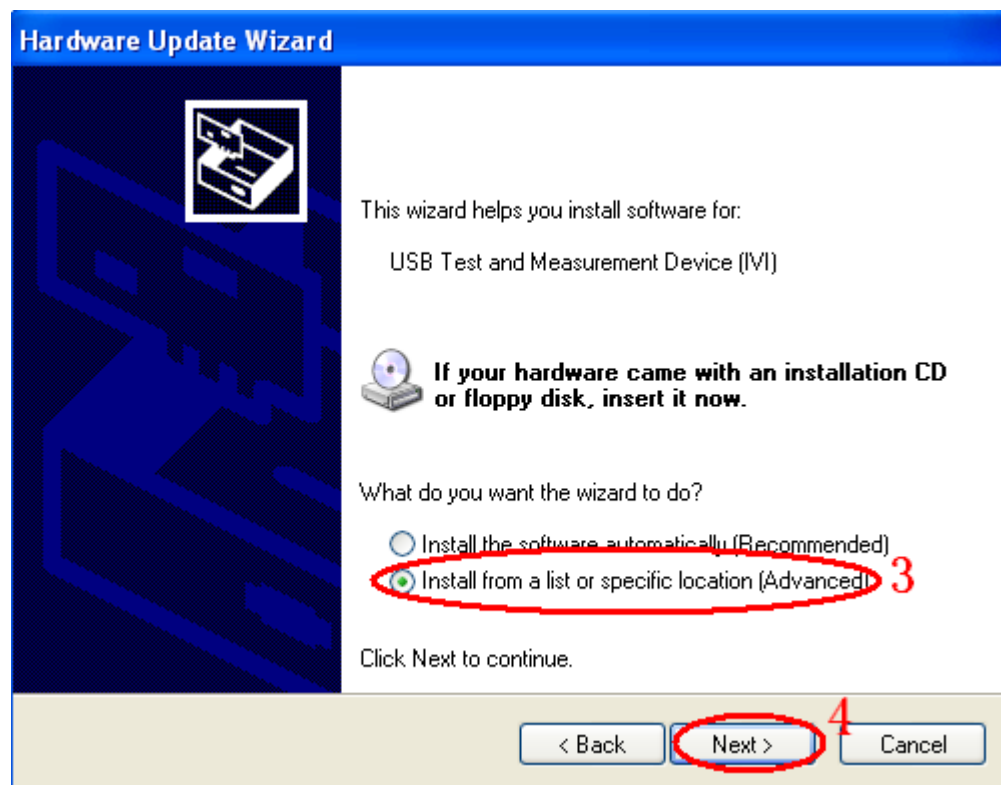 Hardware Update Wizard
This wizard helps you install software for:
USB Test and Measurement Device (IVI)
If your hardware came with an installation CD
or floppy disk, insert it now.
What do you want the wizard to do?
Install the software automatically (Recommended)
Install from a list or specific location (Advanced) 3
Click Next to continue.
4
< Back Next > Cancel